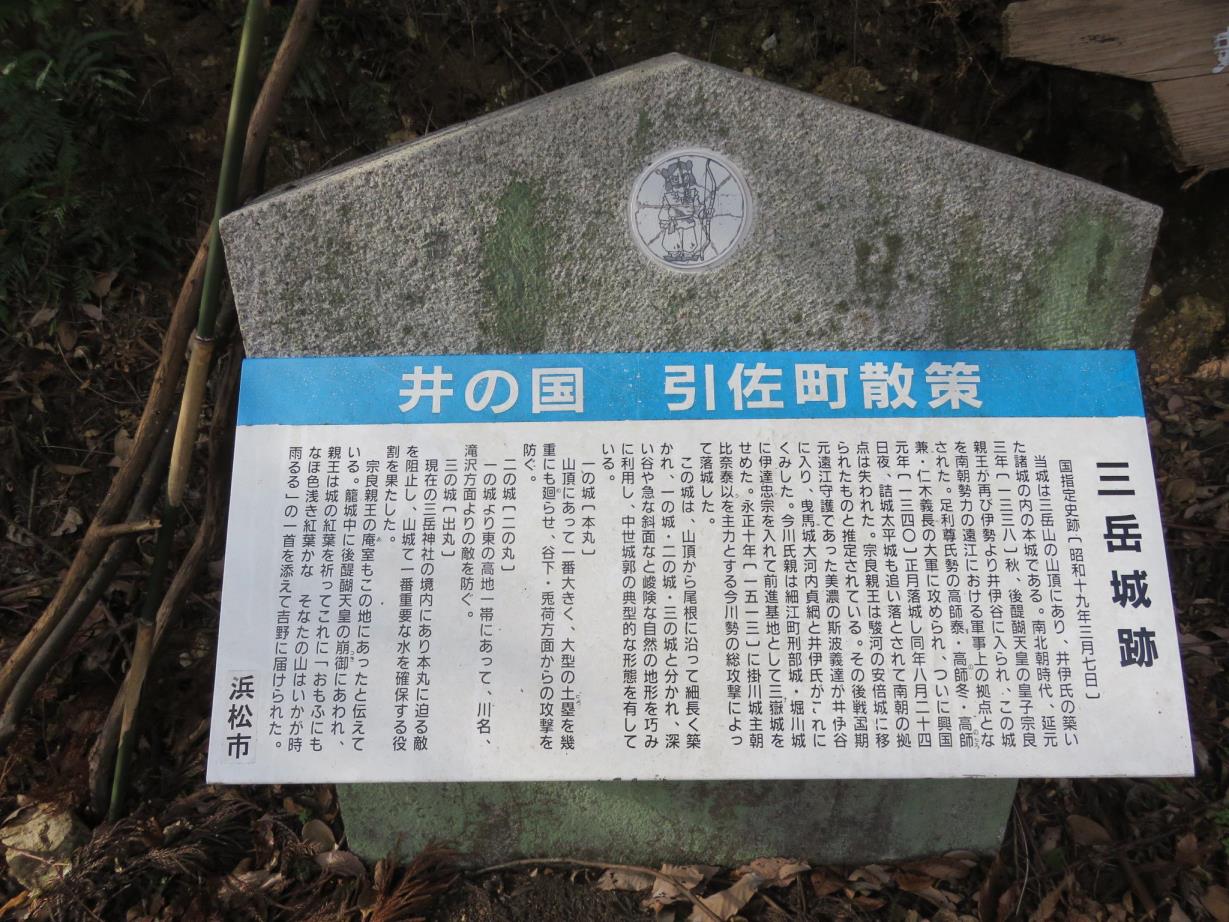 井の国　引佐町散策
三岳城跡
国指定史跡〔昭和十九年三月七日〕
当城は三岳山の山頂にあり、井伊氏の築い
た諸城の内の本城である。南北朝時代、延元
三年〔一三三八〕秋、後醍醐天皇の皇子宗良
親王が再び伊勢より井伊谷に入られ、この城
を南朝勢力の遠江における軍事上の拠点とな
された。足利尊氏勢の高師泰・高師冬・高師
兼・仁木義長の大軍に攻められ、ついに興国
元年〔一三四〇〕正月落城し同年八月二十四
日夜、詰城太平城も追い落とされて南朝の拠
点は失われた。宗良親王は駿河の安倍城に移
られたものと推定されている。その後戦国期
元遠江守護であった美濃の斯波義達が井伊谷
に入り、曳馬城大河内貞綱と井伊氏がこれに
くみした。今川氏親は細江町刑部城・堀川城
に伊達忠宗を入れて前進基地として三嶽城を
せめた。永正十年〔一五一三〕に掛川城主朝
比奈泰以を主力とする今川勢の総攻撃によっ
て落城した。
この城は、山頂から尾根に沿って細長く築
かれ、一の城・二の城・三の城と分かれ、深
い谷や急な斜面など峻険な自然の地形を巧み
に利用し、中世城郭の典型的な形態を有して
いる。
一の城〔本丸〕
山頂にあって一番大きく、大型の土塁を幾
重にも廻らせ、谷下・兎荷方面からの攻撃を
防ぐ。
二の城〔二の丸〕
一の城より東の高地一帯にあって、川名、
滝沢方面よりの敵を防ぐ。
三の城〔出丸〕
現在の三岳神社の境内にあり本丸に迫る敵
を阻止し、山城で一番重要な水を確保する役
割を果たした。
宗良親王の庵室もこの地にあったと伝えて
いる。籠城中に後醍醐天皇の崩御にあわれ、
親王は城の紅葉を祈ってこれに「おもふにも
なほ色浅き紅葉かな　そなたの山はいかが時
雨るる」の一首を添えて吉野に届けられた。
浜松市